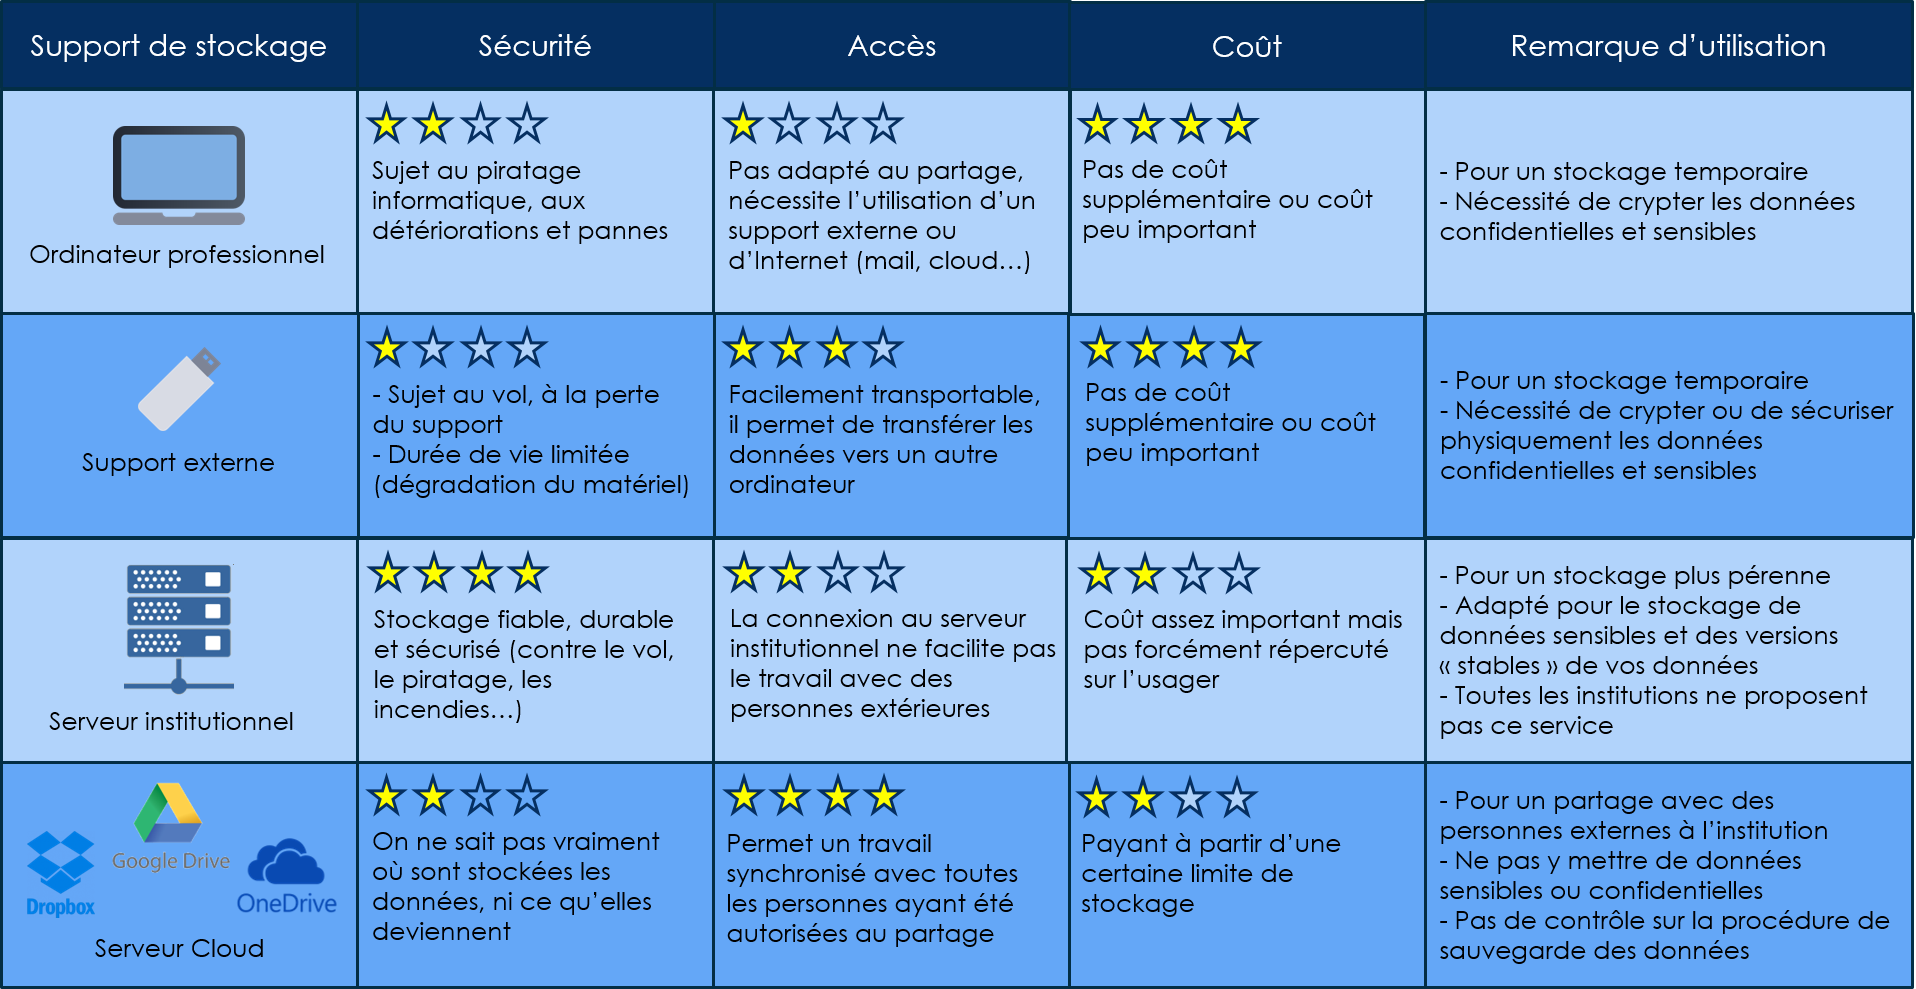 Support de stockage
Sécurité
Accès
Coût
Remarque d’utilisation
Ordinateur professionnel
Sujet au piratage
informatique, aux
détériorations et pannes
Pas adapté au partage,
nécessite l’utilisation d’un
support externe ou
d’Internet (mail, cloud…)
Pas de coût
supplémentaire ou coût
peu important
- Pour un stockage temporaire
- Nécessité de crypter les données
confidentielles et sensibles
Support externe
- Sujet au vol, à la perte
du support
- Durée de vie limitée
(dégradation du matériel)
Facilement transportable,
il permet de transférer les
données vers un autre
ordinateur
Pas de coût
supplémentaire ou coût
peu important
- Pour un stockage temporaire
- Nécessité de crypter ou de sécuriser
physiquement les données
confidentielles et sensibles
Serveur institutionnel
Stockage fiable, durable
et sécurisé (contre le vol,
le piratage, les
incendies…)
La connexion au serveur
institutionnel ne facilite pas
le travail avec des
personnes extérieures
Coût assez important mais
pas forcément répercuté
sur l’usager
- Pour un stockage plus pérenne
- Adapté pour le stockage de
données sensibles et des versions
« stables » de vos données
- Toutes les institutions ne proposent
pas ce service
Google Drive
Dropbox
OneDrive
Serveur Cloud
On ne sait pas vraiment
où sont stockées les
données, ni ce qu’elles
deviennent
Permet un travail
synchronisé avec toutes
les personnes ayant été
autorisées au partage
Payant à partir d’une
certaine limite de
stockage
- Pour un partage avec des
personnes externes à l’institution
- Ne pas y mettre de données
sensibles ou confidentielles
- Pas de contrôle sur la procédure de
sauvegarde des données